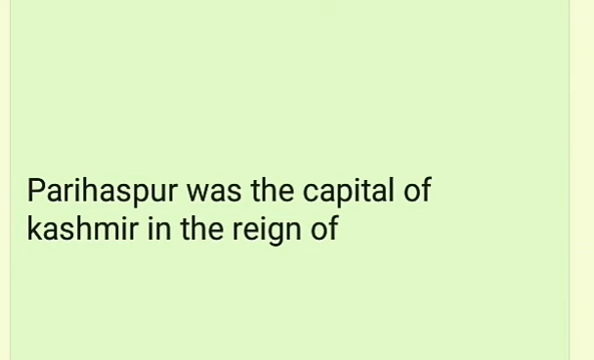 Parihaspur was the capital of
kashmir in the reign of